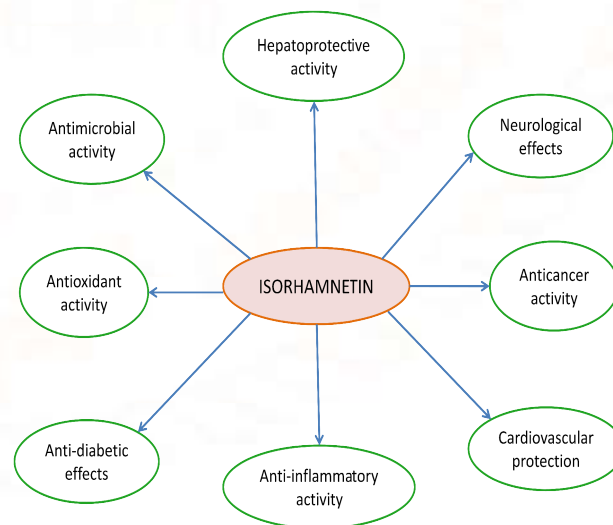 Hepatoprotective
activity
Antimicrobial
activity
Neurological
effects
ISORHAMNETIN
Antioxidant
activity
Anticancer
activity
Anti-diabetic
effects
Cardiovascular
protection
Anti-inflammatory
activity